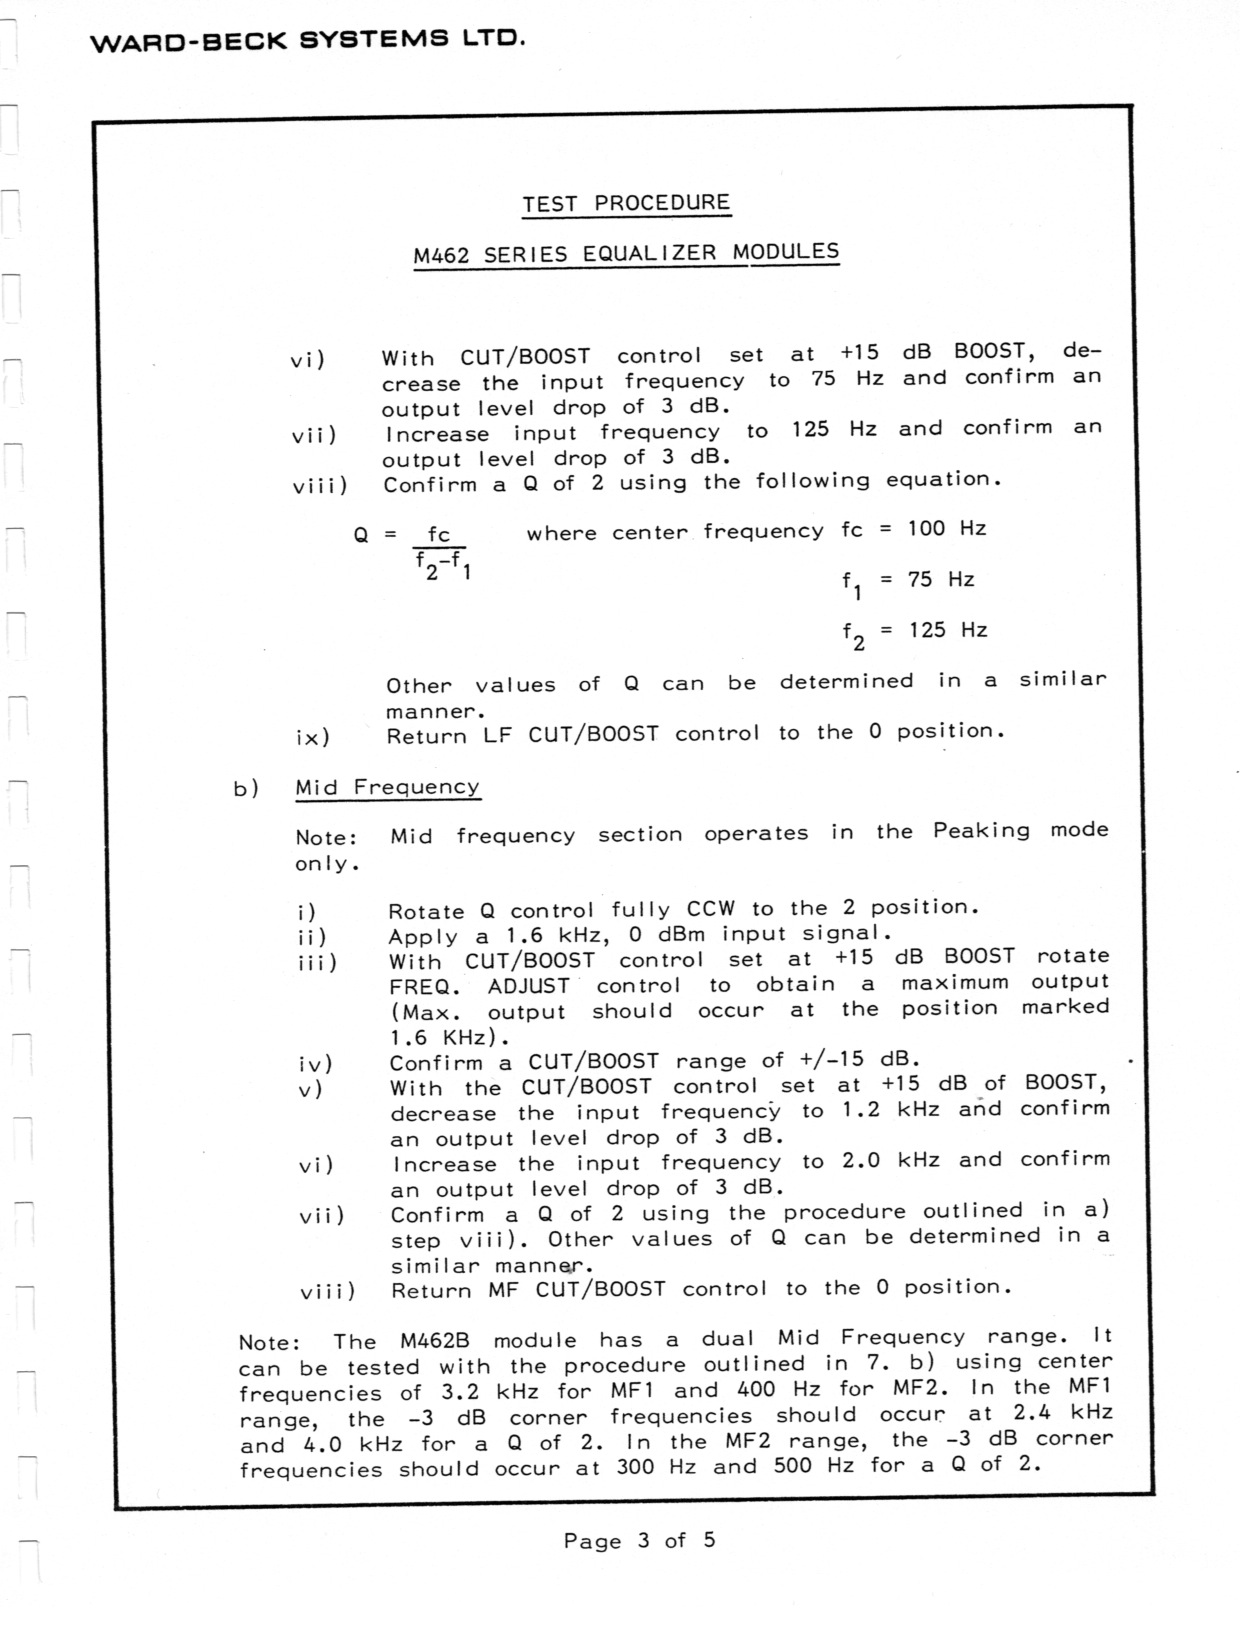 WARD-BECK SYSTEMS LTD.
TEST PROCEDURE
M462 SERIES EQUALIZER MODULES
vi) With CUT/BOOST control set at +15 dB BOOST, de-
crease the input frequency to 75 Hz and confirm an
output level drop of 3 dB.
vii) Increase input frequency to 125 Hz and confirm an
output level drop of 3 dB.
viii) Confirm a Q of 2 using the following equation.
Q = fc where center frequency fc = 100 Hz
f2-f1
f1 = 75 Hz
f2 = 125 Hz
Other values of Q can be determined in a similar
manner.
ix) Return LF CUT/BOOST control to the 0 position.
b) Mid Frequency
Note: Mid frequency section operates in the Peaking mode
only.
i) Rotate Q control fully CCW to the 2 position.
ii) Apply a 1.6 kHz, 0 dBm input signal.
iii) With CUT/BOOST control set at +15 dB BOOST rotate
FREQ. ADJUST control to obtain a maximum output
(Max. output should occur at the position marked
1.6 KHz).
iv) Confirm a CUT/BOOST range of +/-15 dB.
v) With the CUT/BOOST control set at +15 dB of BOOST,
decrease the input frequency to 1.2 kHz and confirm
an output level drop of 3 dB.
vi) Increase the input frequency to 2.0 kHz and confirm
an output level drop of 3 dB.
vii) Confirm a Q of 2 using the procedure outlined in a)
step viii). Other values of Q can be determined in a
similar manner.
viii) Return MF CUT/BOOST control to the 0 position.
Note: The M462B module has a dual Mid Frequency range. It
can be tested with the procedure outlined in 7. b) using center
frequencies of 3.2 kHz for MF1 and 400 Hz for MF2. In the MF1
range, the -3 dB corner frequencies should occur at 2.4 kHz
and 4.0 kHz for a Q of 2. In the MF2 range, the -3 dB corner
frequencies should occur at 300 Hz and 500 Hz for a Q of 2.
Page 3 of 5